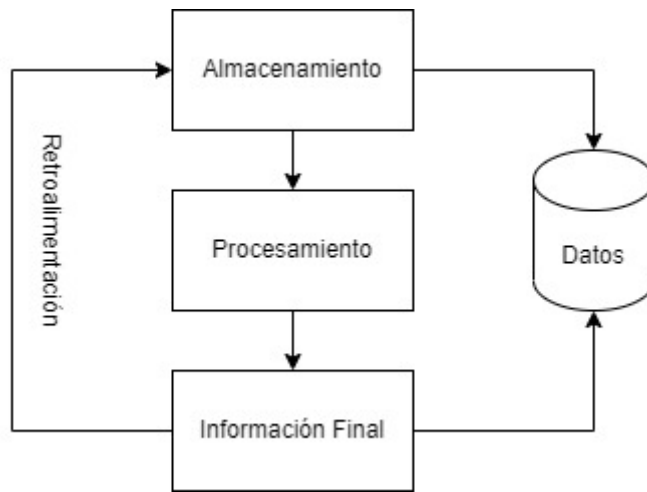 Almacenamiento
Retroalimentación
Procesamiento
Datos
Información Final